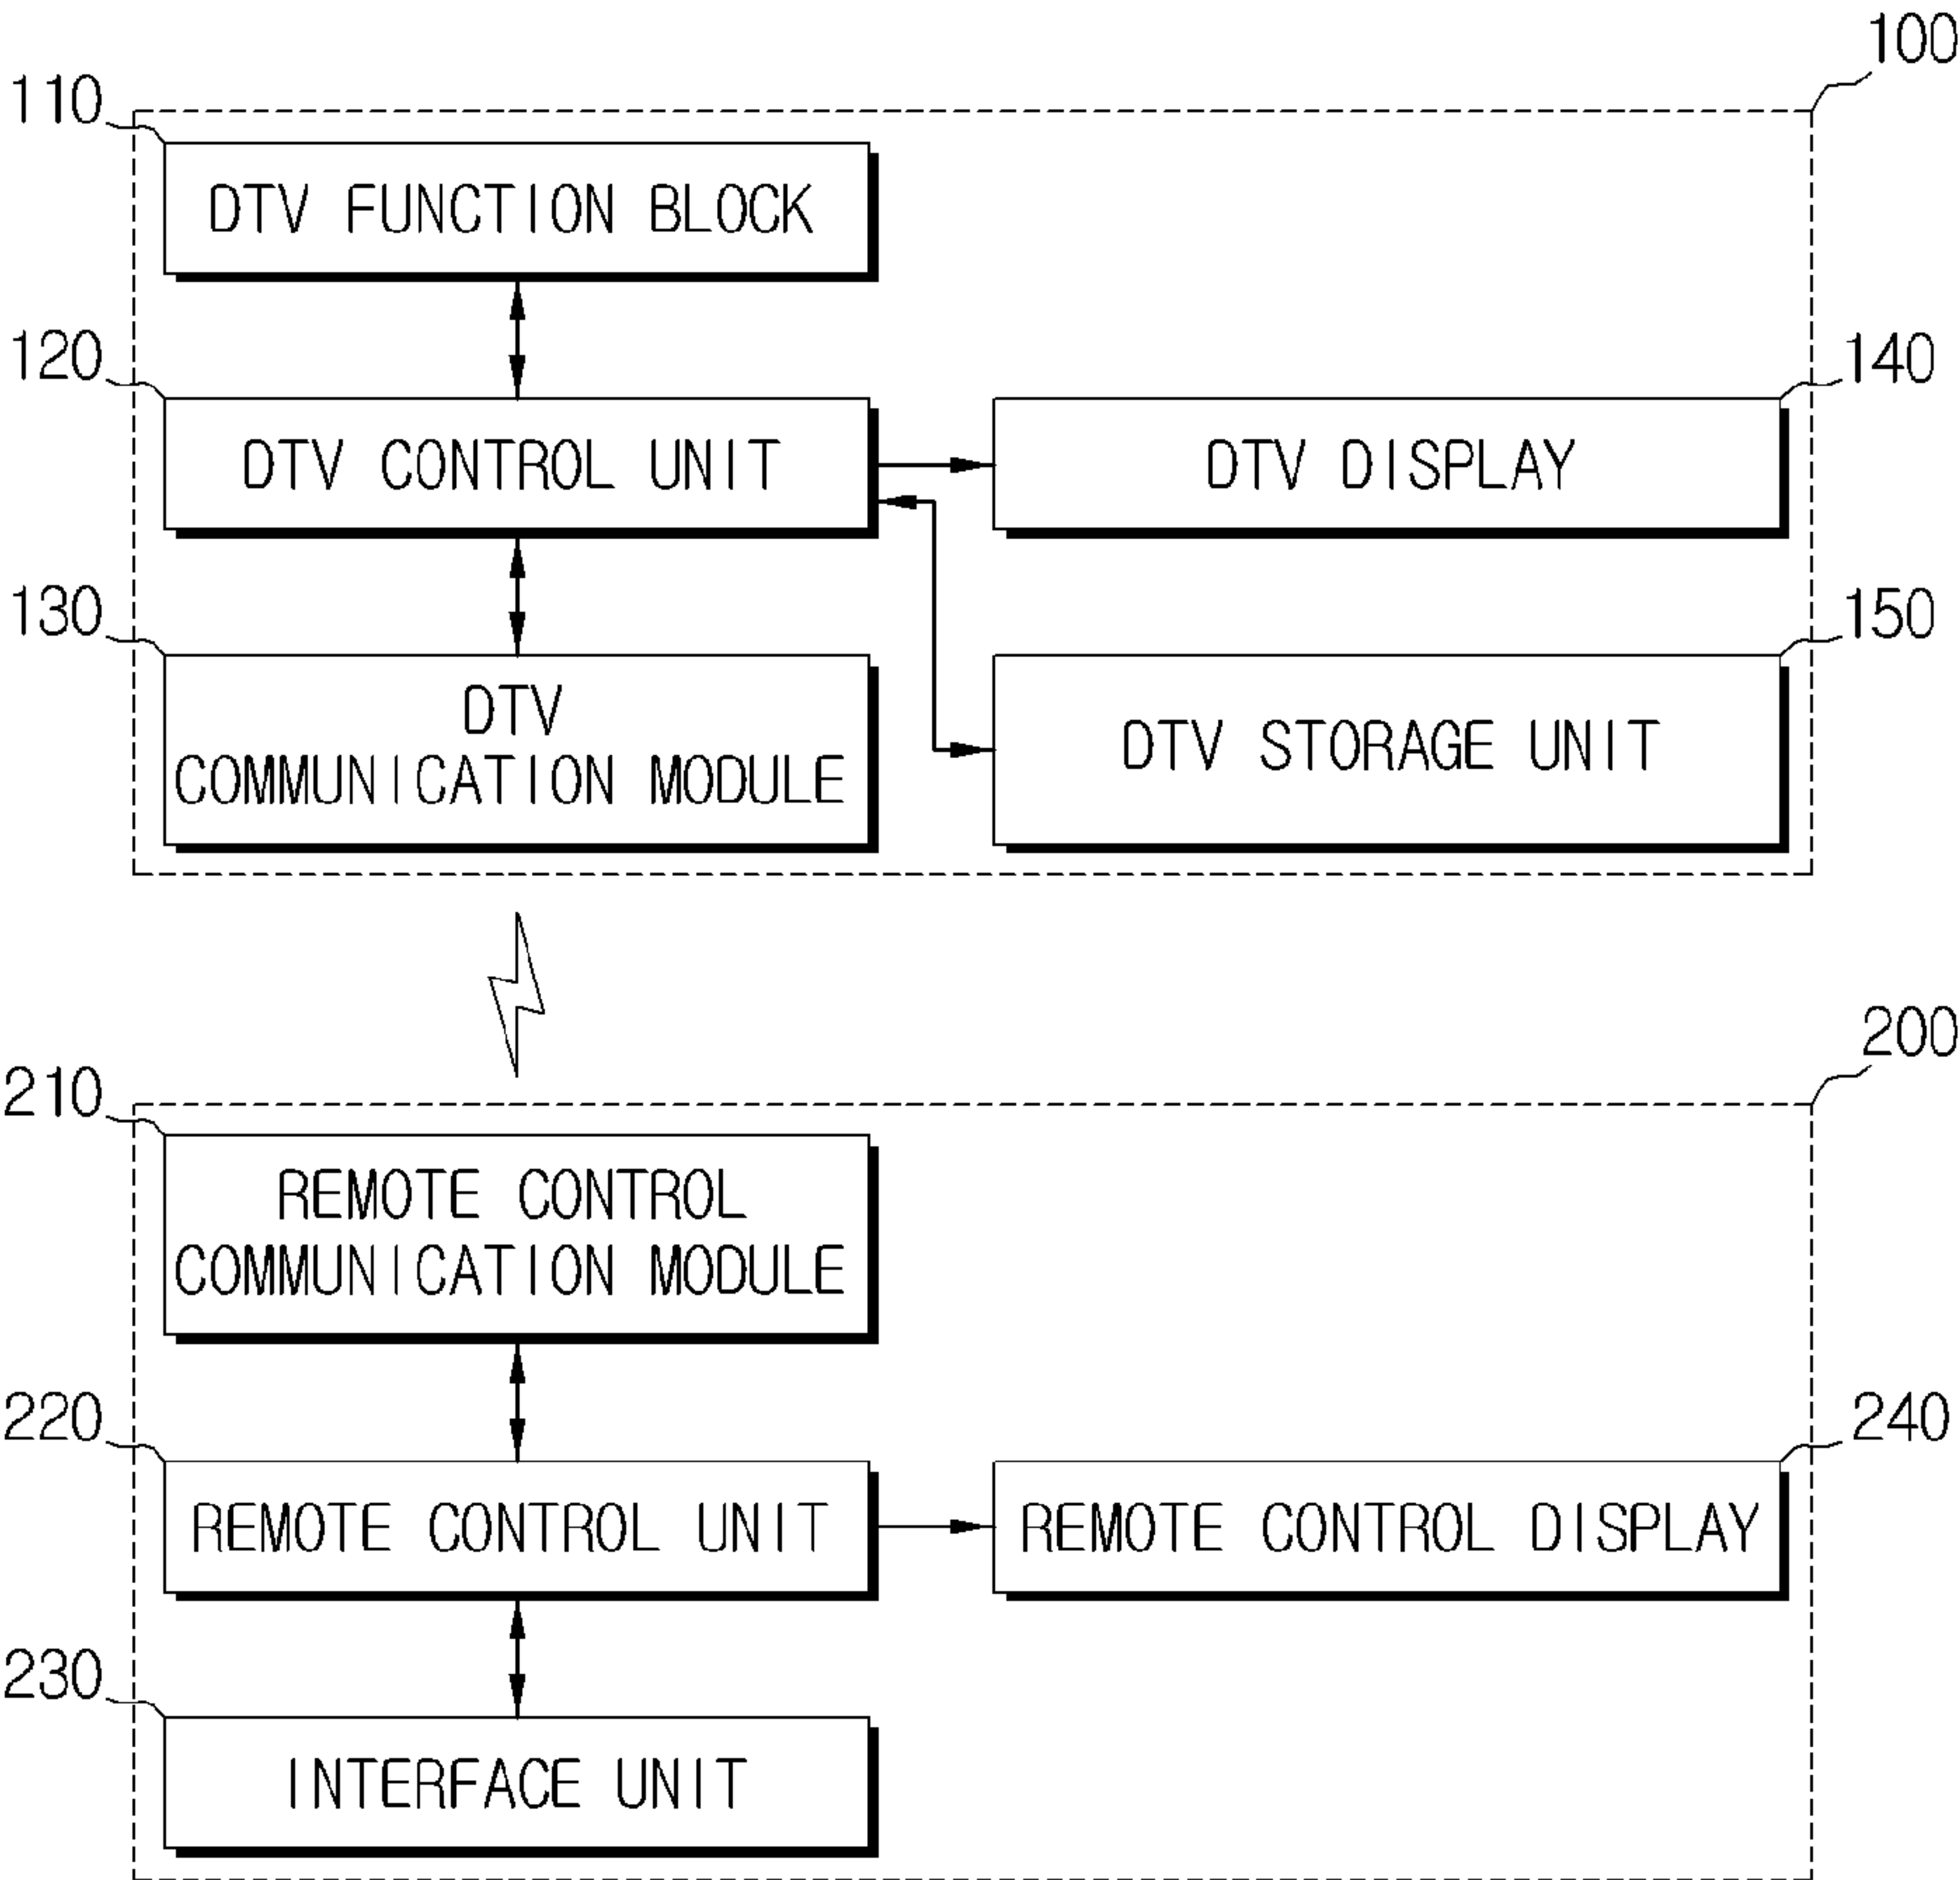 100
110
DTV FUNCTION BLOCK
120
DTV CONTROL UNIT
140
DTV DISPLAY
130
DTV
COMMUNICATION MODULE
150
DTV STORAGE UNIT
200
210
REMOTE CONTROL
COMMUNICATION MODULE
220
REMOTE CONTROL UNIT
240
REMOTE CONTROL DISPLAY
230
INTERFACE UNIT